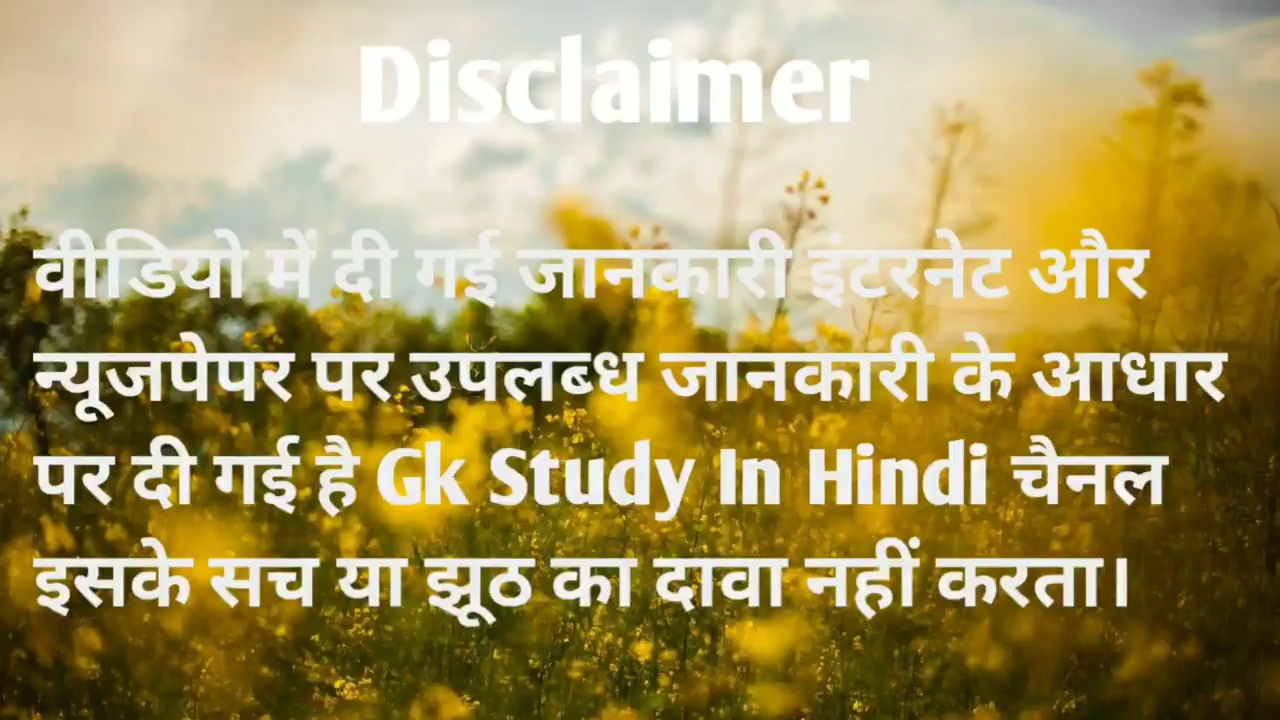 Disclaimer
वीडियो में दी गई जानकारी इंटरनेट और
न्यूजपेपर पर उपलब्ध जानकारी के आधार
पर दी गई है Gk Study In Hindi चैनल
इसके सच या झूठ का दावा नहीं करता।